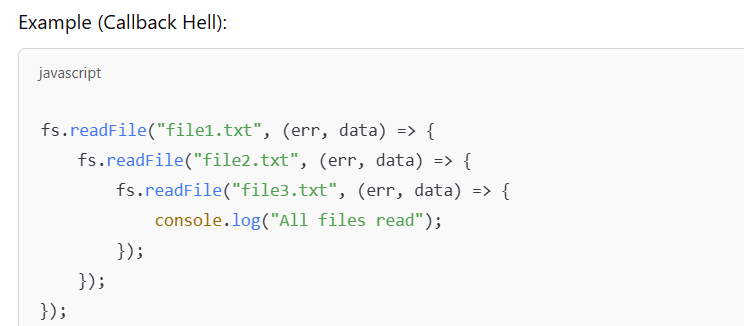 Example (Callback Hell):
javascript
fs.readFile("file1.txt", (err, data) => {
    fs.readFile("file2.txt", (err, data) => {
        fs.readFile("file3.txt", (err, data) => {
            console.log("All files read");
        });
    });
});